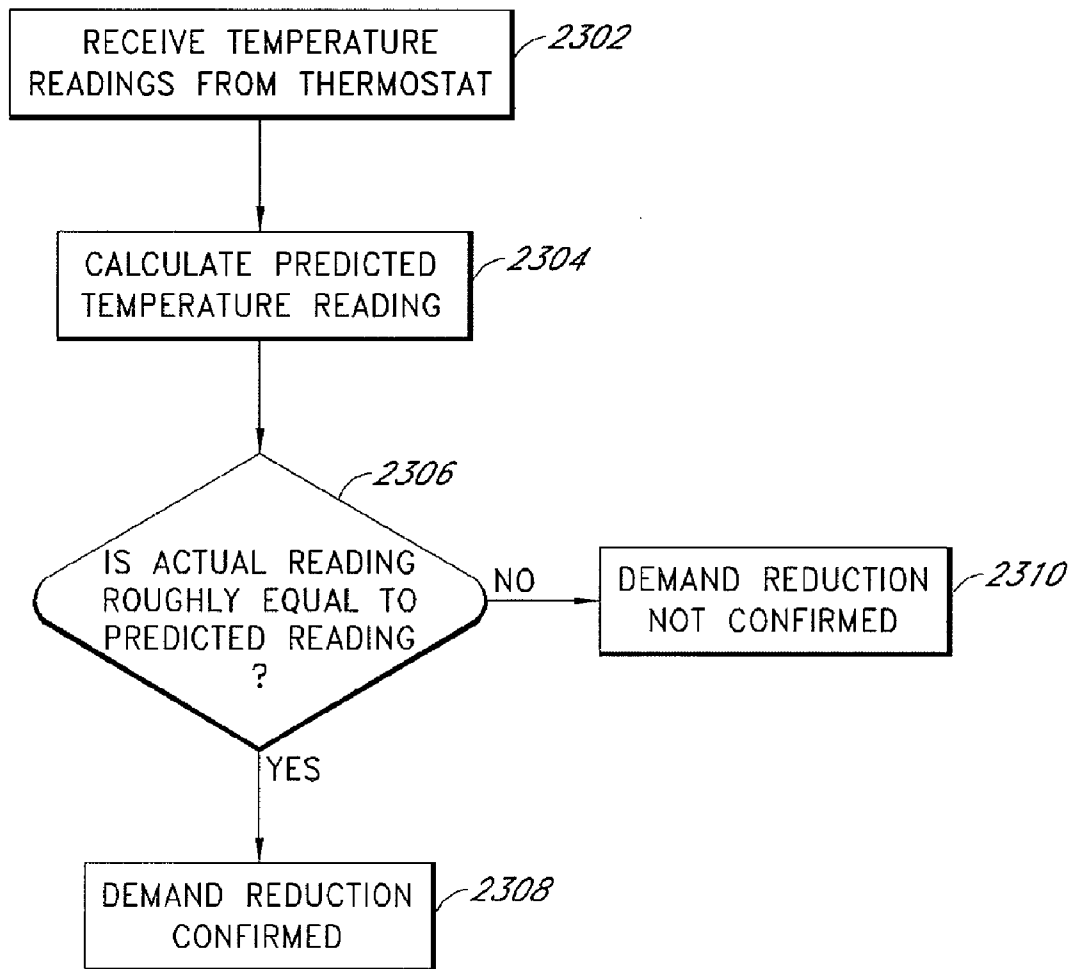 RECEIVE TEMPERATURE
READINGS FROM THERMOSTAT
2302
CALCULATE PREDICTED
TEMPERATURE READING
2304
2306
IS ACTUAL READING
ROUGHLY EQUAL TO
PREDICTED READING
?
NO
DEMAND REDUCTION
NOT CONFIRMED
2310
YES
DEMAND REDUCTION
CONFIRMED
2308